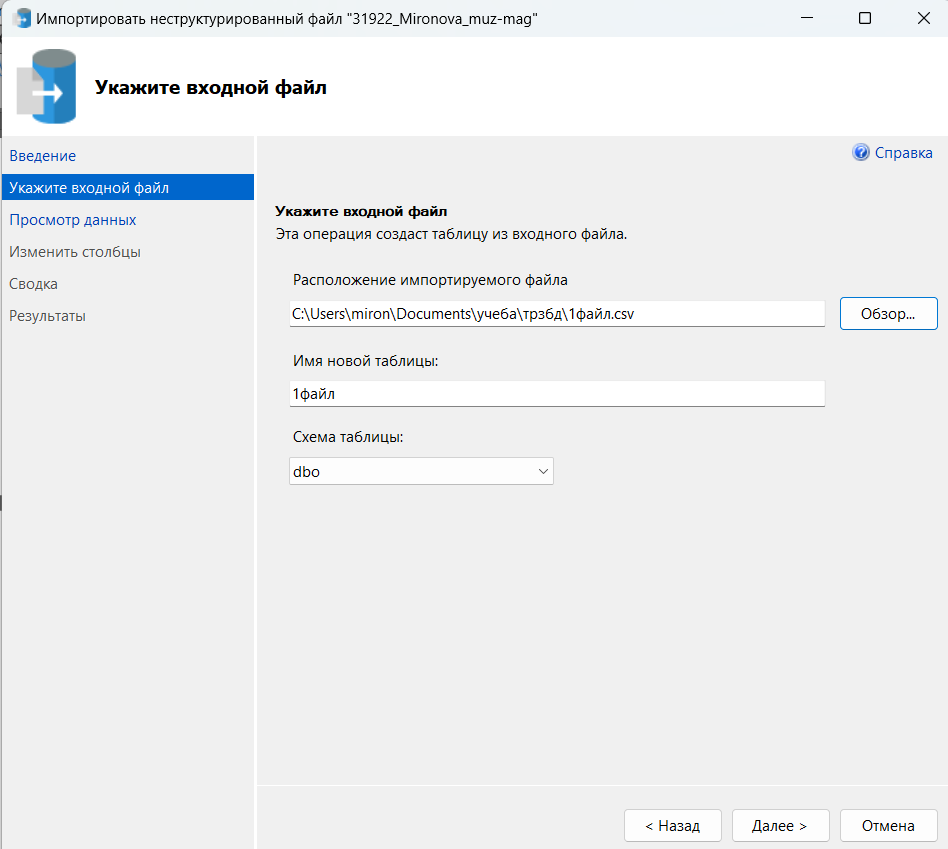 Импортировать неструктурированный файл "31922_Mironova_muz-mag"
Укажите входной файл
Введение
Укажите входной файл
Просмотр данных
Изменить столбцы
Сводка
Результаты
Справка
Укажите входной файл
Эта операция создаст таблицу из входного файла.
Расположение импортируемого файла
C:\Users\miron\Documents\учеба\трзбд\1файл.csv
Обзор...
Имя новой таблицы:
1файл
Схема таблицы:
dbo
< Назад
Далее >
Отмена